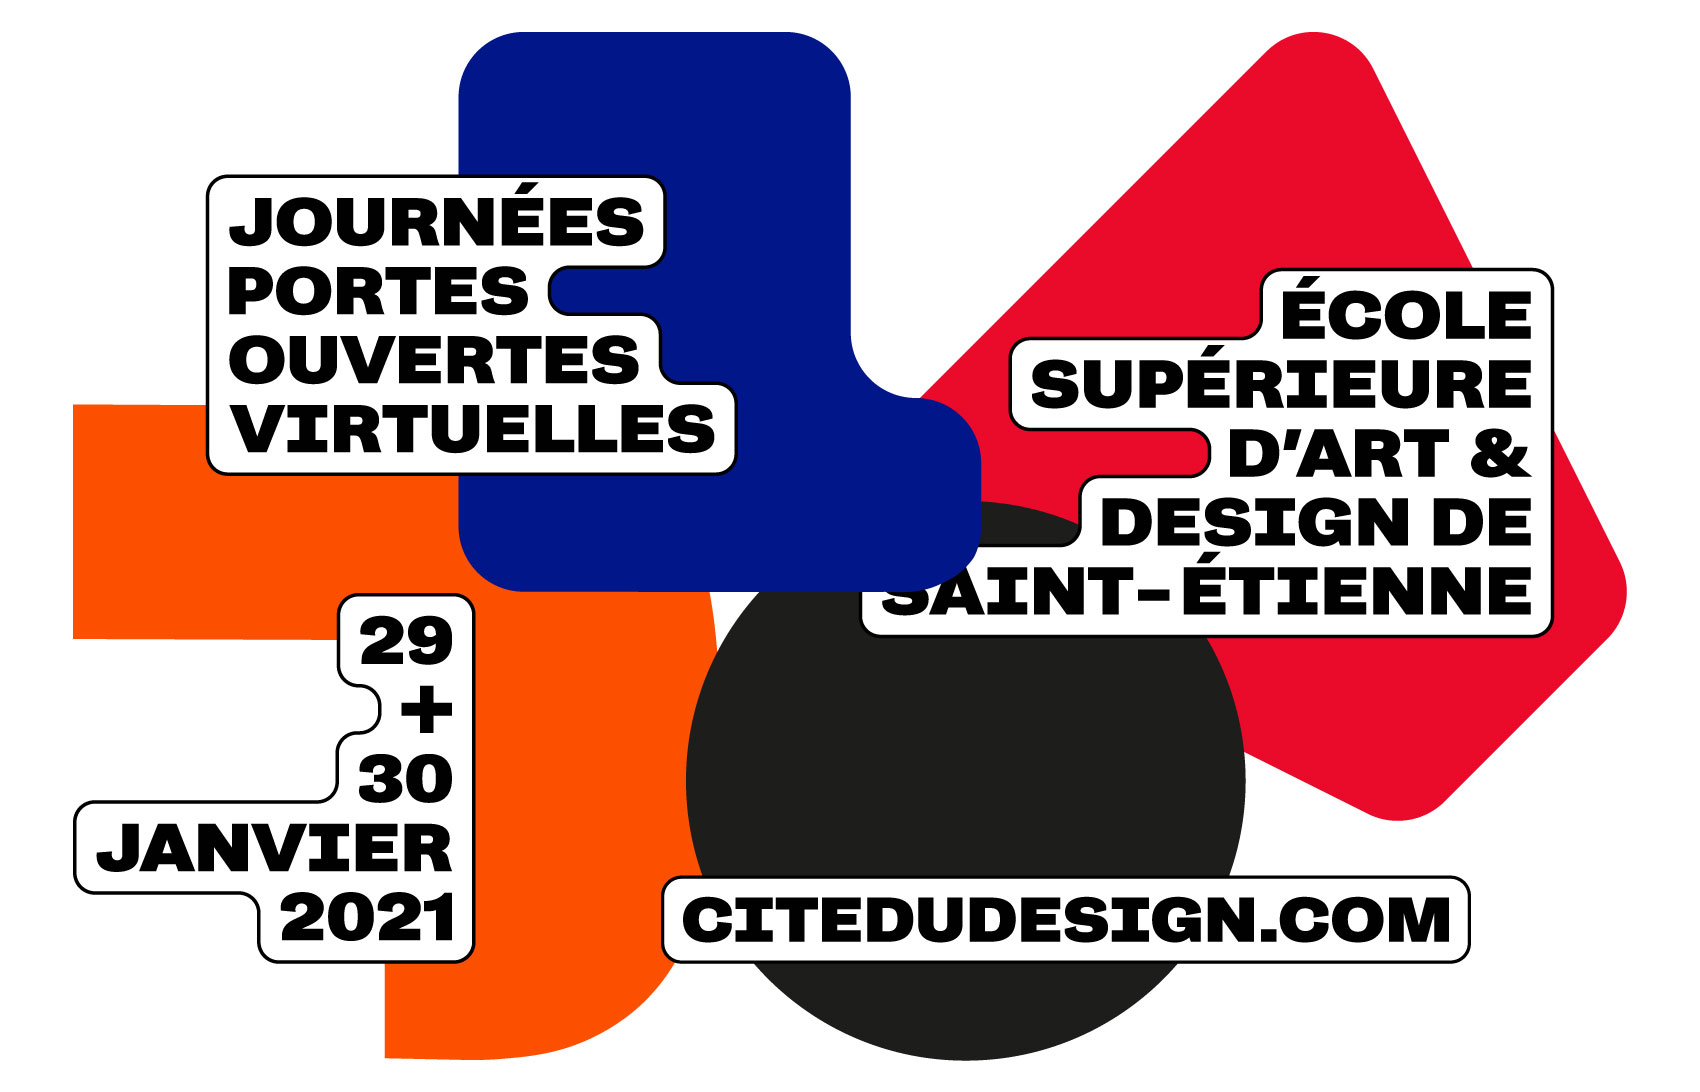 JOURNÉES
PORTES
OUVERTES
VIRTUELLES
ÉCOLE
SUPÉRIEURE
D'ART &
DESIGN DE
SAINT-ÉTIENNE
29
+
30
JANVIER
2021
CITEDUDESIGN.COM